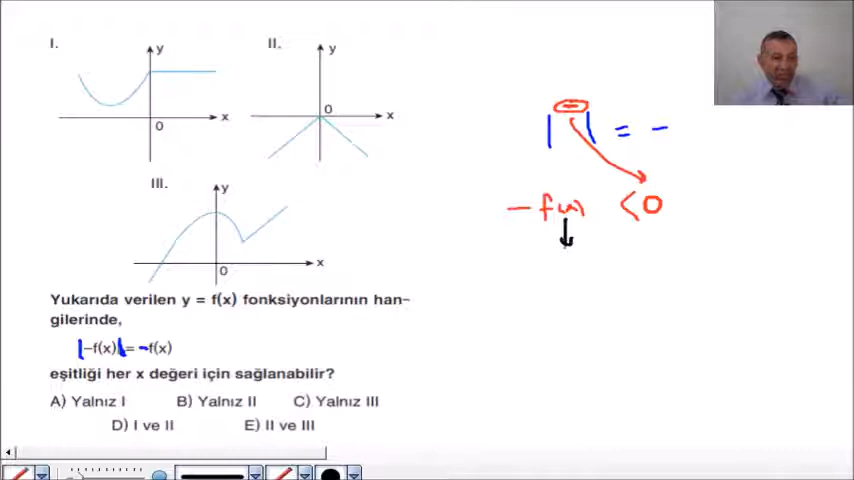 I.
y
x
0
II.
y
0
x
III.
y
x
0
Yukarıda verilen y = f(x) fonksiyonlarının han-
gilerinde,
|-f(x)| = -f(x)
eşitliği her x değeri için sağlanabilir?
A) Yalnız I B) Yalnız II C) Yalnız III
D) I ve II E) II ve III
| - | = -
- f(x) < 0